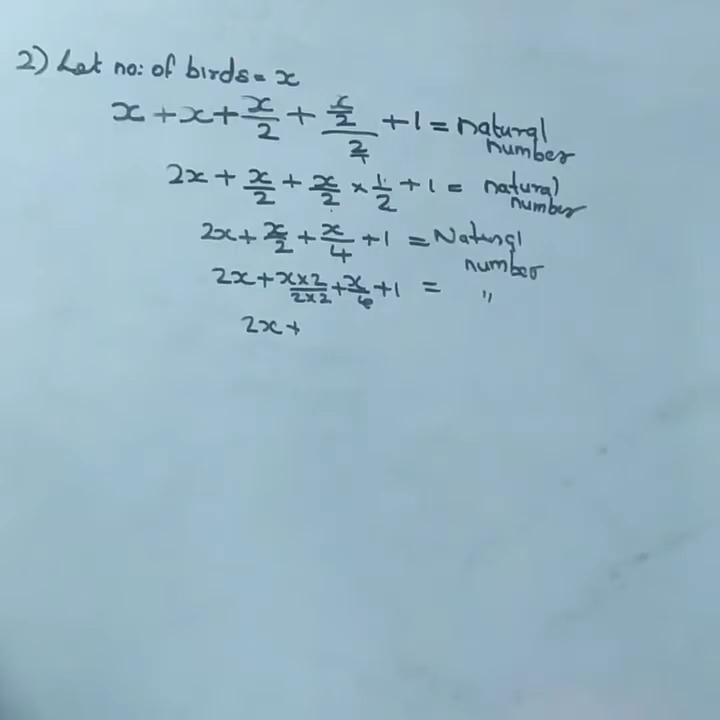 2) Let no: of birds = x
x + x + x/2 + (x/2)/2 + 1 = natural number
2x + x/2 + x/2 × 1/2 + 1 = natural number
2x + x/2 + x/4 + 1 = Natural number
2x + x×2/2×2 + x/4 + 1 = "
2x +